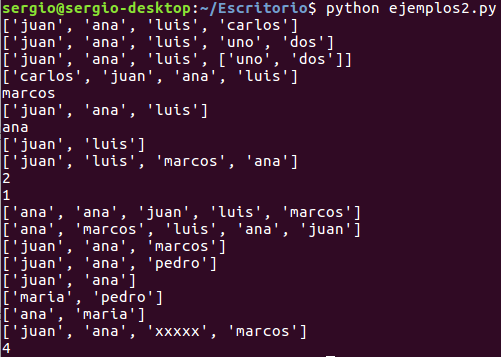 sergio@sergio-desktop:~/Escritorio$ python ejemplos2.py
['juan', 'ana', 'luis', 'carlos']
['juan', 'ana', 'luis', 'uno', 'dos']
['juan', 'ana', 'luis', ['uno', 'dos']]
['carlos', 'juan', 'ana', 'luis']
marcos
['juan', 'ana', 'luis']
ana
['juan', 'luis']
['juan', 'luis', 'marcos', 'ana']
2
1
['ana', 'ana', 'juan', 'luis', 'marcos']
['ana', 'marcos', 'luis', 'ana', 'juan']
['juan', 'ana', 'marcos']
['juan', 'ana', 'pedro']
['juan', 'ana']
['maria', 'pedro']
['ana', 'maria']
['juan', 'ana', 'xxxxx', 'marcos']
4